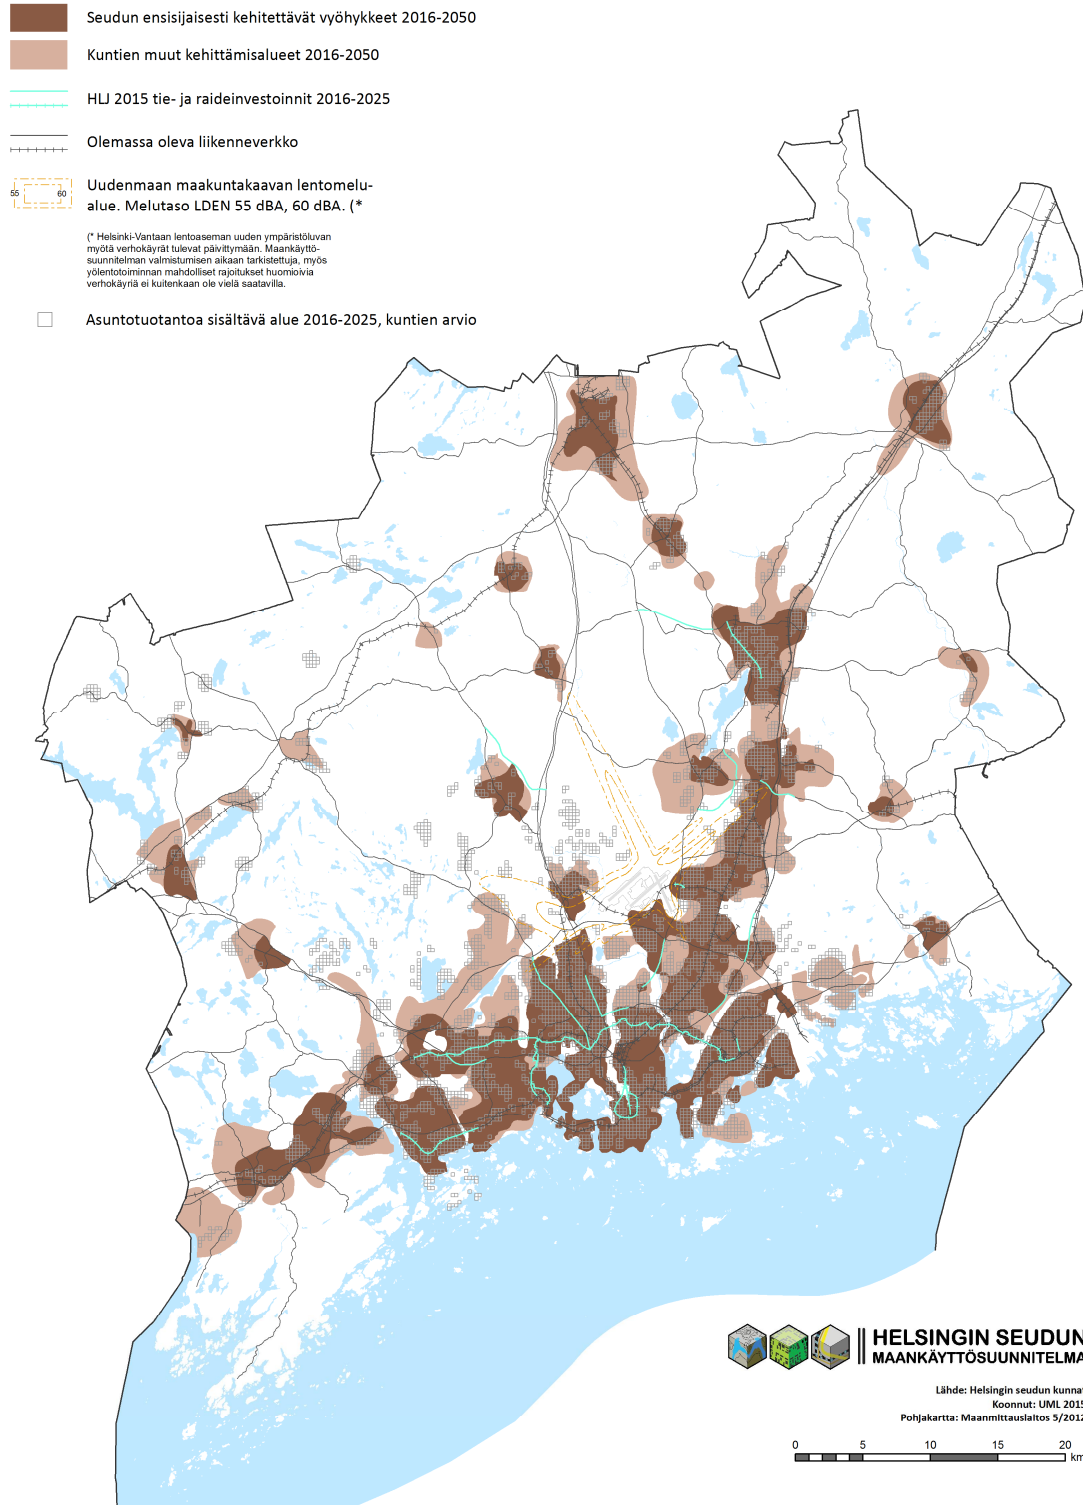 Seudun ensisijaisesti kehitettävät vyöhykkeet 2016-2050
Kuntien muut kehittämisalueet 2016-2050
HLJ 2015 tie- ja raideinvestoinnit 2016-2025
Olemassa oleva liikenneverkko
55
60
Uudenmaan maakuntakaavan lentomelu-
alue. Melutaso LDEN 55 dBA, 60 dBA. (*
(* Helsinki-Vantaan lentoaseman uuden ympäristöluvan
myötä verhokäyrät tulevat päivittymään. Maankäyttö-
suunnitelman valmistumisen aikaan tarkistettuja, myös
yölentotoiminnan mahdolliset rajoitukset huomioivia
verhokäyriä ei kuitenkaan ole vielä saatavilla.
Asuntotuotantoa sisältävä alue 2016-2025, kuntien arvio
HELSINGIN SEUDUN
MAANKÄYTTÖSUUNNITELMA
Lähde: Helsingin seudun kunnat
Koonnut: UML 2015
Pohjakartta: Maanmittauslaitos 5/2012
0 5 10 15 20
km